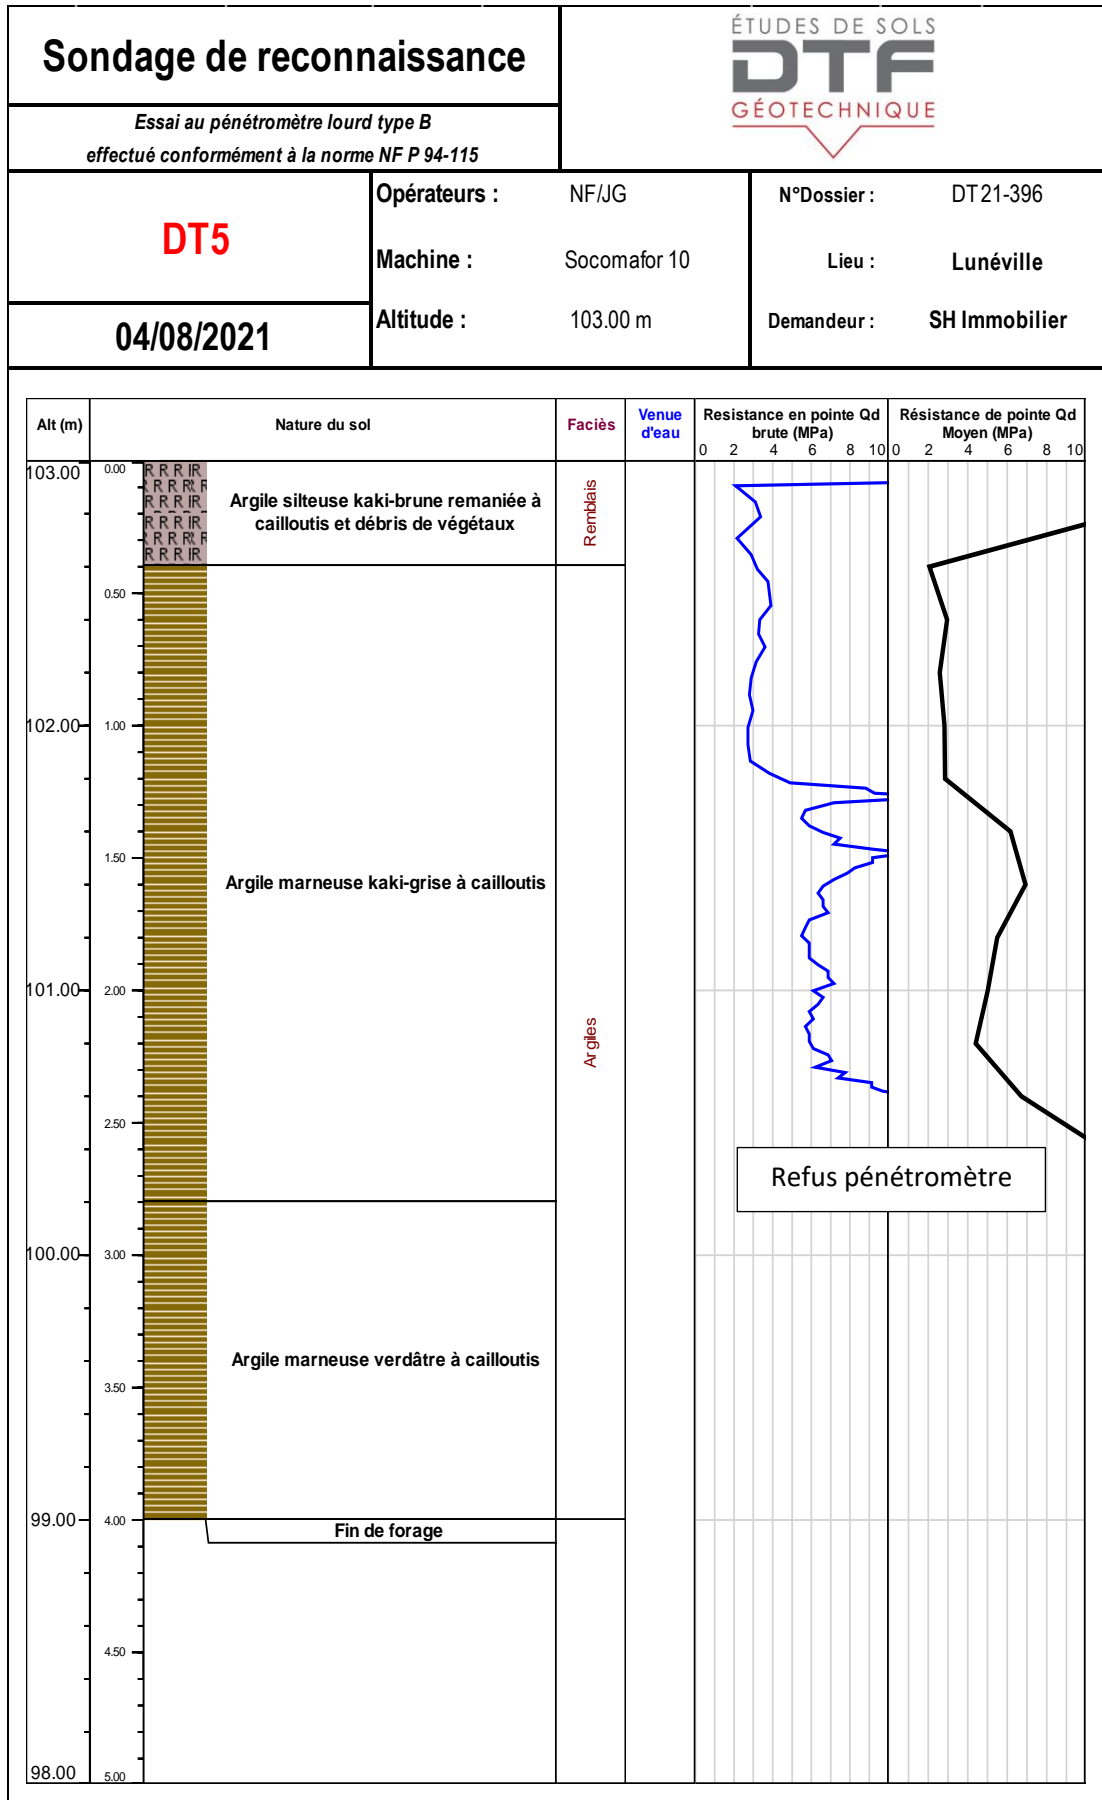 Sondage de reconnaissance
Essai au pénétromètre lourd type B
effectué conformément à la norme NF P 94-115
ÉTUDES DE SOLS
DTF
GÉOTECHNIQUE
DT5
04/08/2021
Opérateurs : NF/JG
Machine : Socomafor 10
Altitude : 103.00 m
N°Dossier : DT21-396
Lieu : Lunéville
Demandeur : SH Immobilier
Alt (m)
Nature du sol
Faciès
Venue
d'eau
Resistance en pointe Qd
brute (MPa)
0 2 4 6 8 10
Résistance de pointe Qd
Moyen (MPa)
0 2 4 6 8 10
103.00
0.00
R R R IR
R R R R R
R R R IR
R R R IR
R R R R R
R R R IR
Argile silteuse kaki-brune remaniée à
cailloutis et débris de végétaux
Remblais
0.50
102.00
1.00
1.50
Argile marneuse kaki-grise à cailloutis
101.00
2.00
Argiles
2.50
Refus pénétromètre
100.00
3.00
Argile marneuse verdâtre à cailloutis
3.50
99.00
4.00
Fin de forage
4.50
98.00
5.00